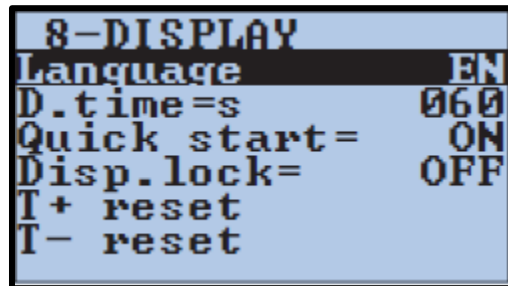 8-DISPLAY
Language EN
D.time=s 060
Quick start= ON
Disp.lock= OFF
T+ reset
T- reset